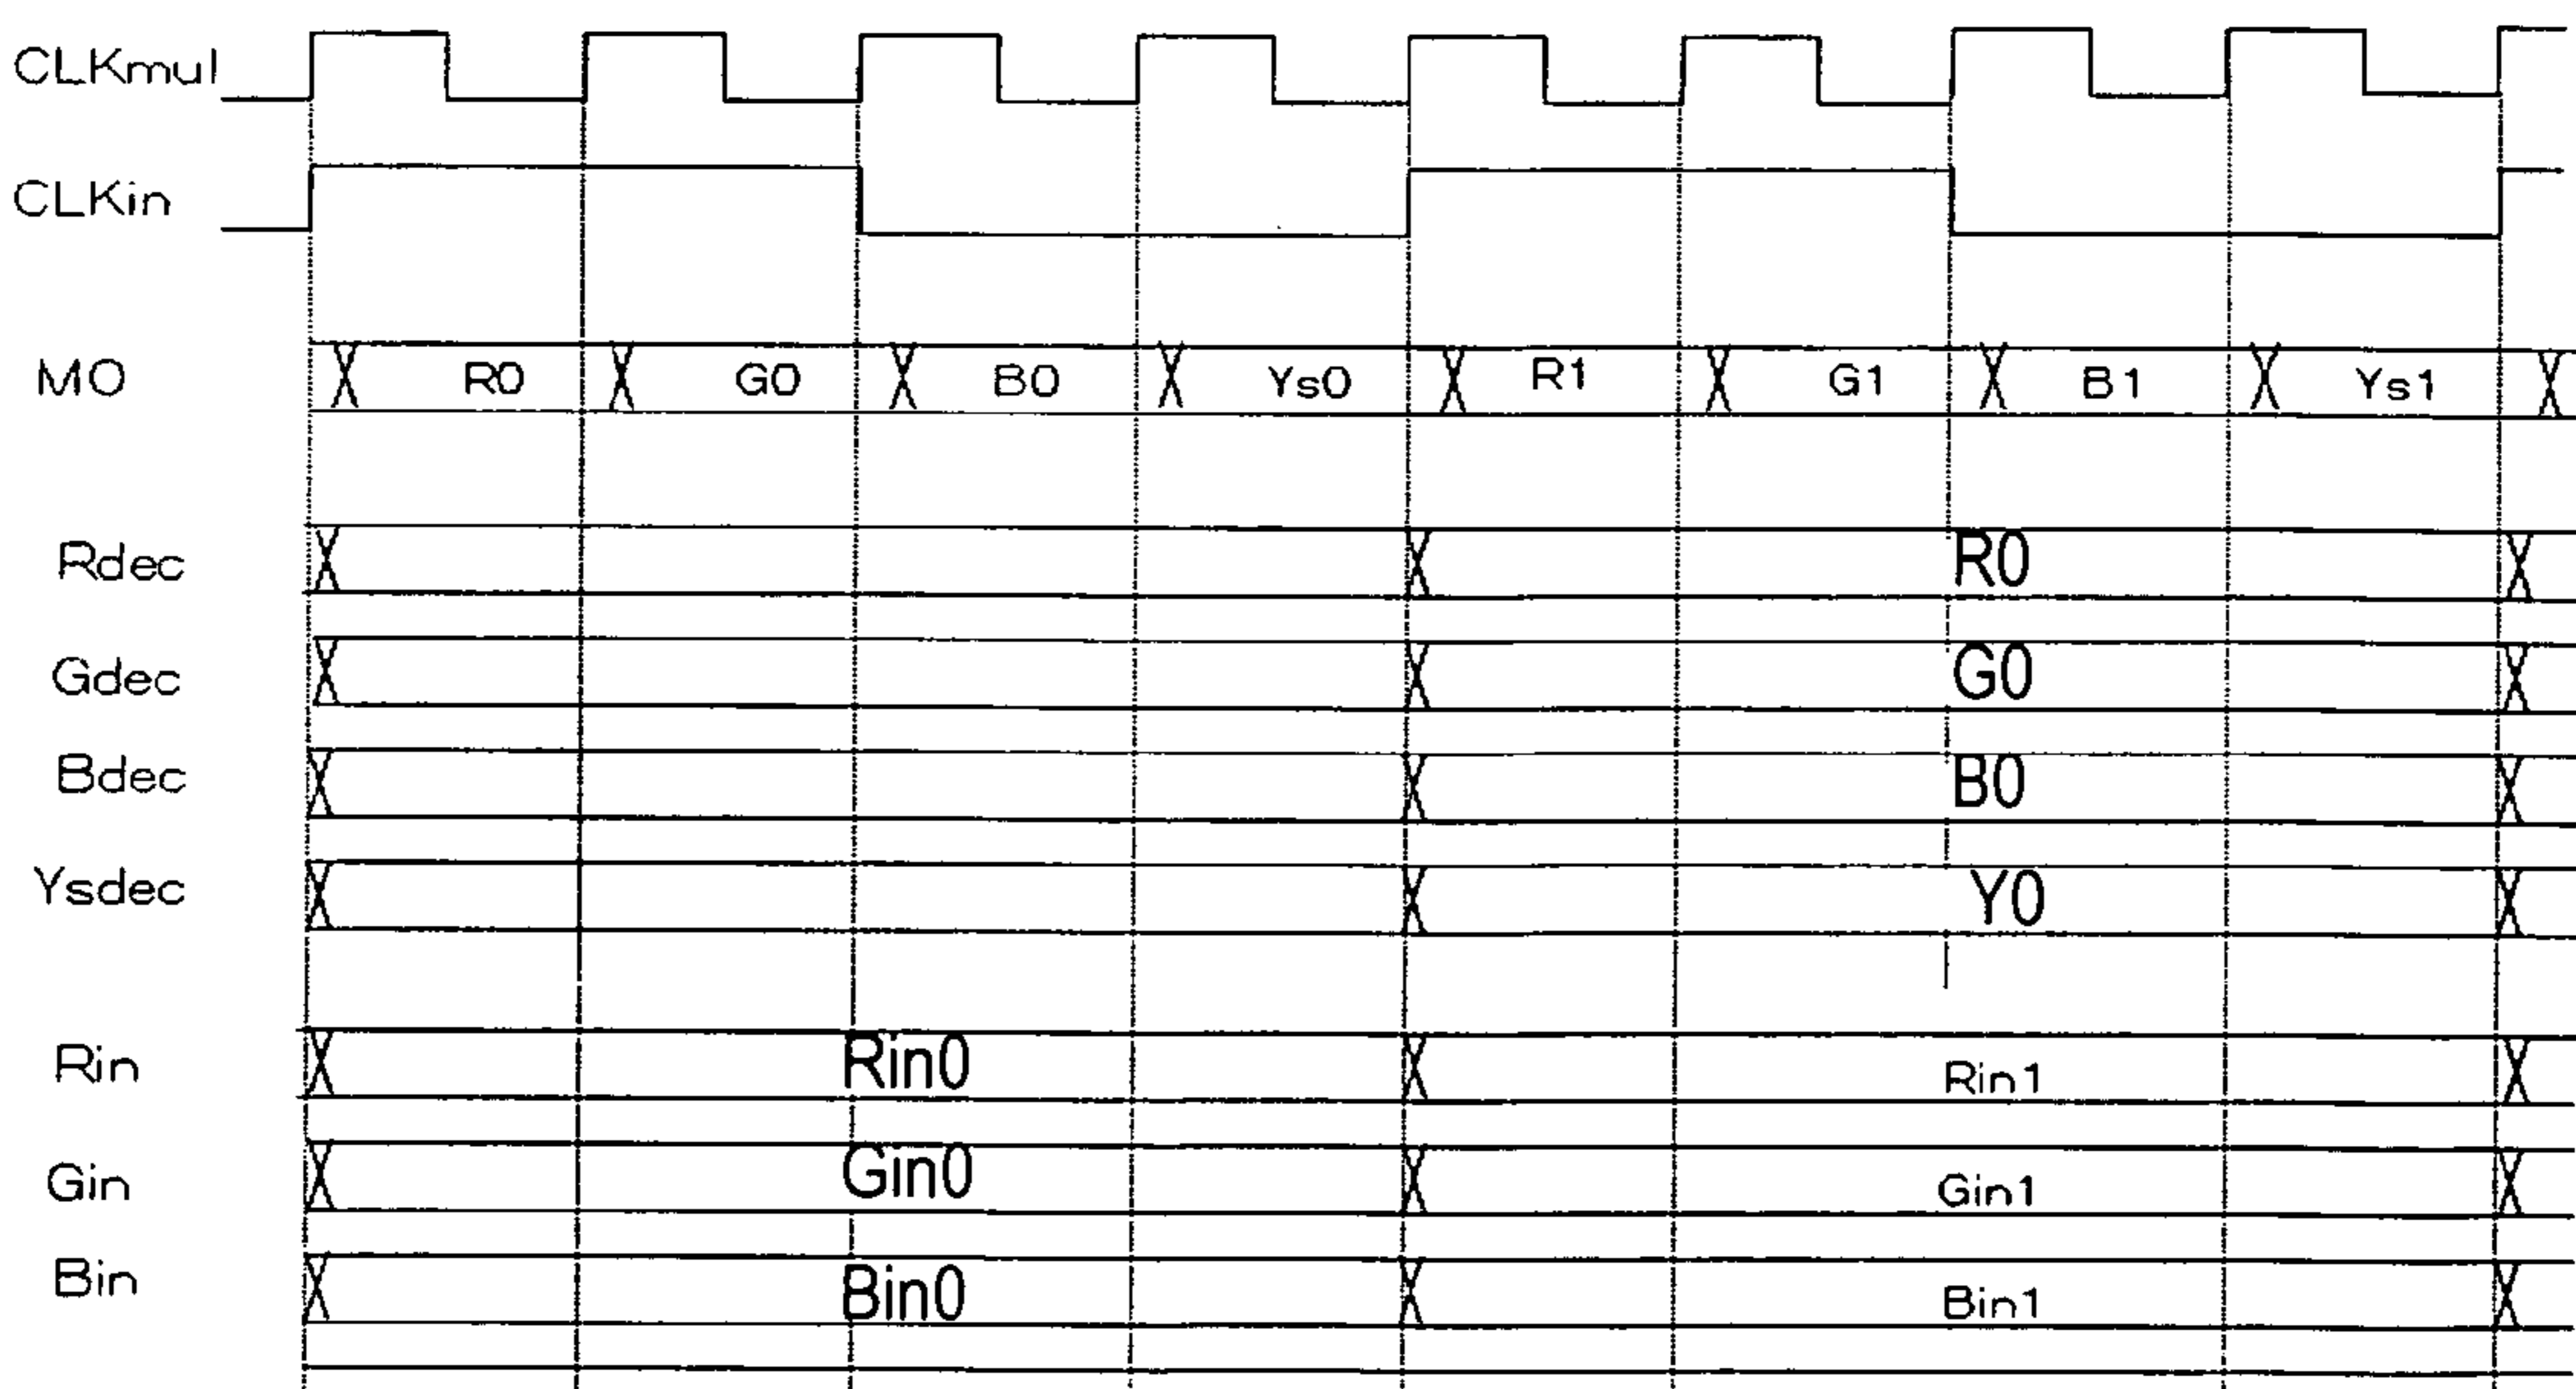 CLKmul
CLKin
MO R0 G0 B0 Ys0 R1 G1 B1 Ys1
Rdec R0
Gdec G0
Bdec B0
Ysdec Y0
Rin Rin0 Rin1
Gin Gin0 Gin1
Bin Bin0 Bin1